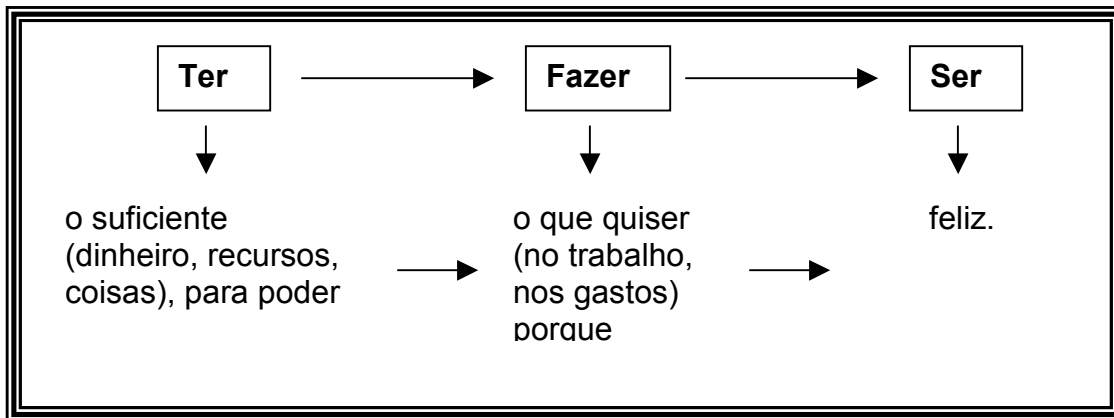 Ter
Fazer
Ser
o suficiente
(dinheiro, recursos,
coisas), para poder
o que quiser
(no trabalho,
nos gastos)
porque
feliz.